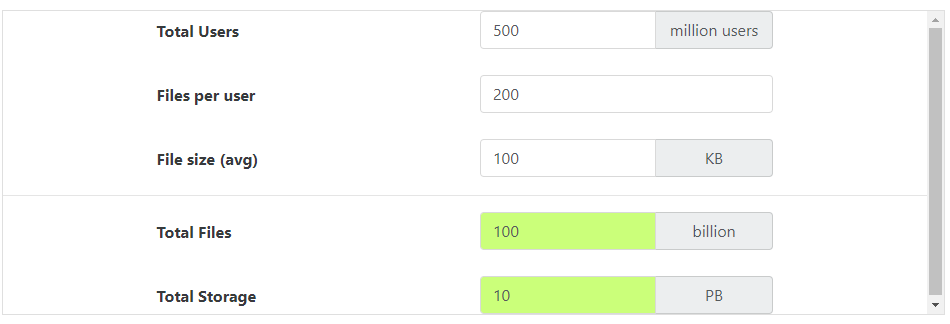 Total Users 500 million users
Files per user 200
File size (avg) 100 KB
Total Files 100 billion
Total Storage 10 PB